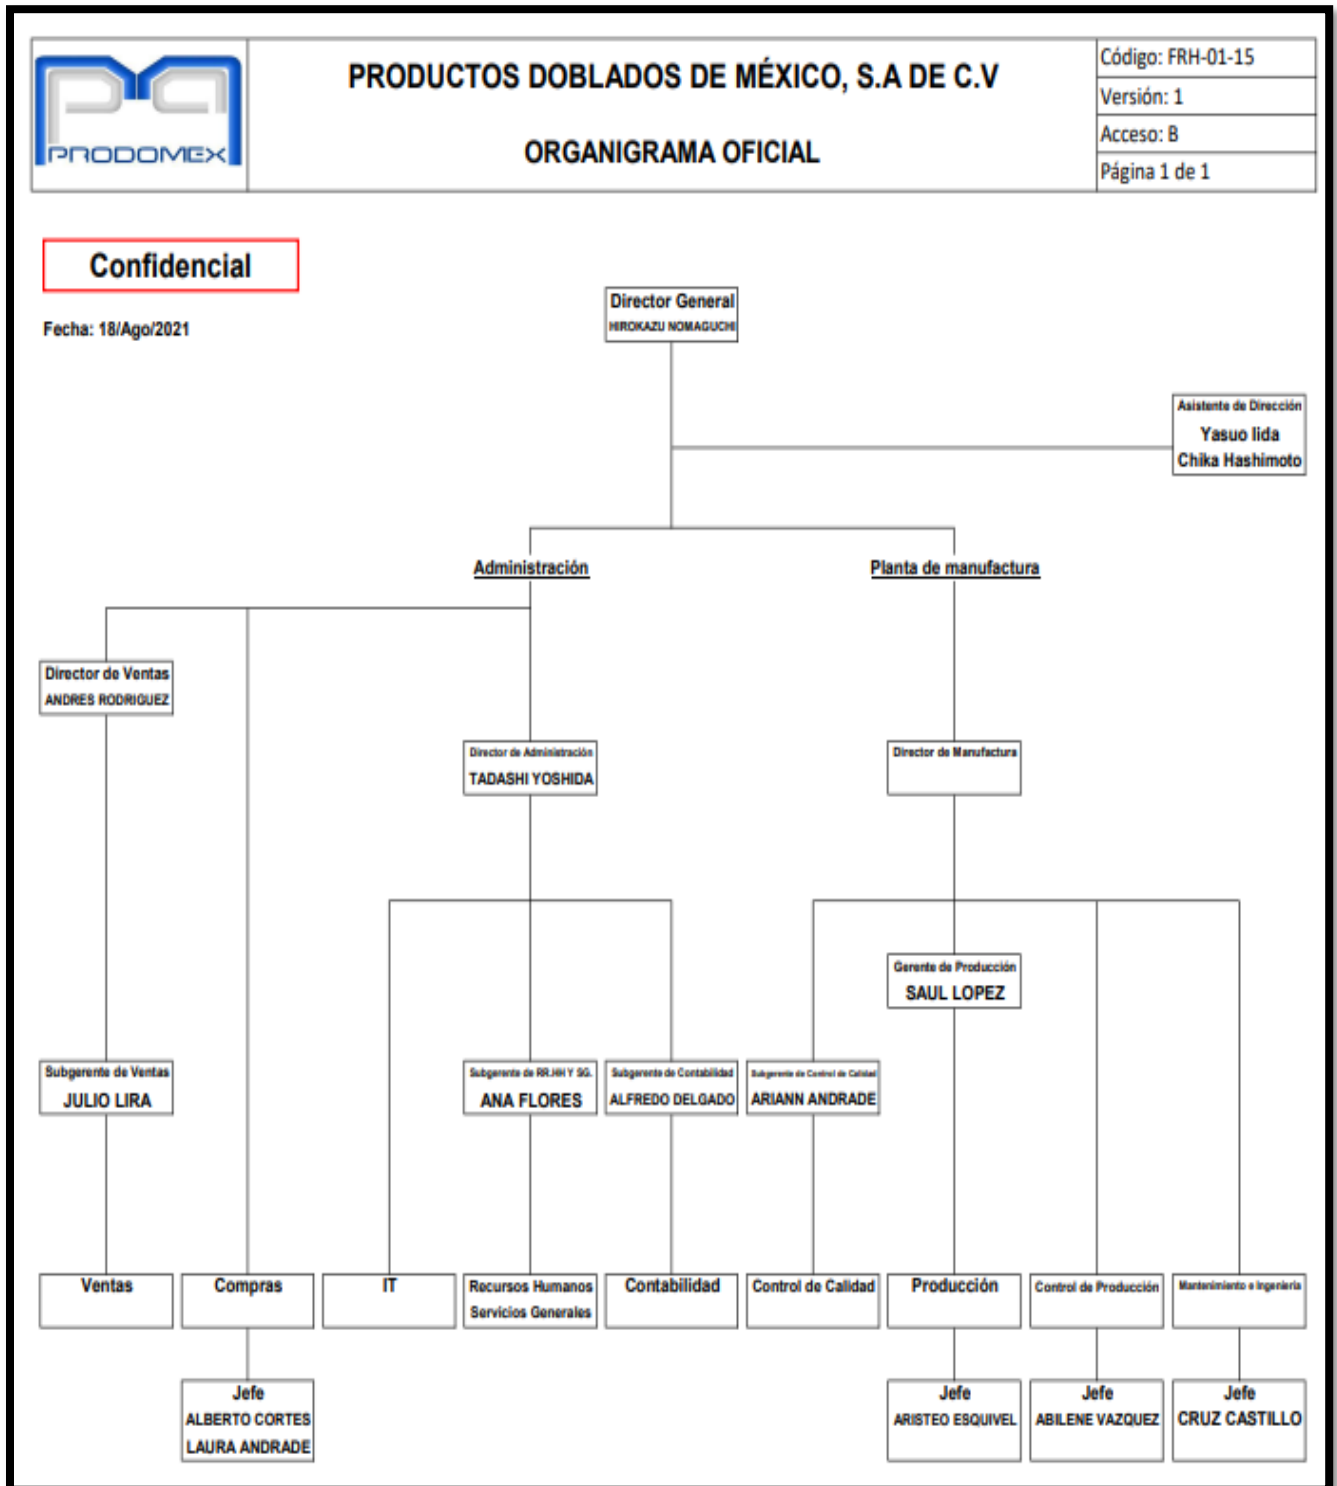 PRODOMEX
PRODUCTOS DOBLADOS DE MÉXICO, S.A DE C.V
ORGANIGRAMA OFICIAL
Código: FRH-01-15
Versión: 1
Acceso: B
Página 1 de 1
Confidencial
Fecha: 18/Ago/2021
Director General
HIROKAZU NOMAGUCHI
Asistente de Dirección
Yasuo Iida
Chika Hashimoto
Administración
Planta de manufactura
Director de Ventas
ANDRES RODRIGUEZ
Director de Administración
TADASHI YOSHIDA
Director de Manufactura
Gerente de Producción
SAUL LOPEZ
Subgerente de Ventas
JULIO LIRA
Subgerente de RR.HH Y SG.
ANA FLORES
Subgerente de Contabilidad
ALFREDO DELGADO
Subgerente de Control de Calidad
ARIANN ANDRADE
Ventas
Compras
IT
Recursos Humanos
Servicios Generales
Contabilidad
Control de Calidad
Producción
Control de Producción
Mantenimiento e Ingeniería
Jefe
ALBERTO CORTES
LAURA ANDRADE
Jefe
ARISTEO ESQUIVEL
Jefe
ABILENE VAZQUEZ
Jefe
CRUZ CASTILLO